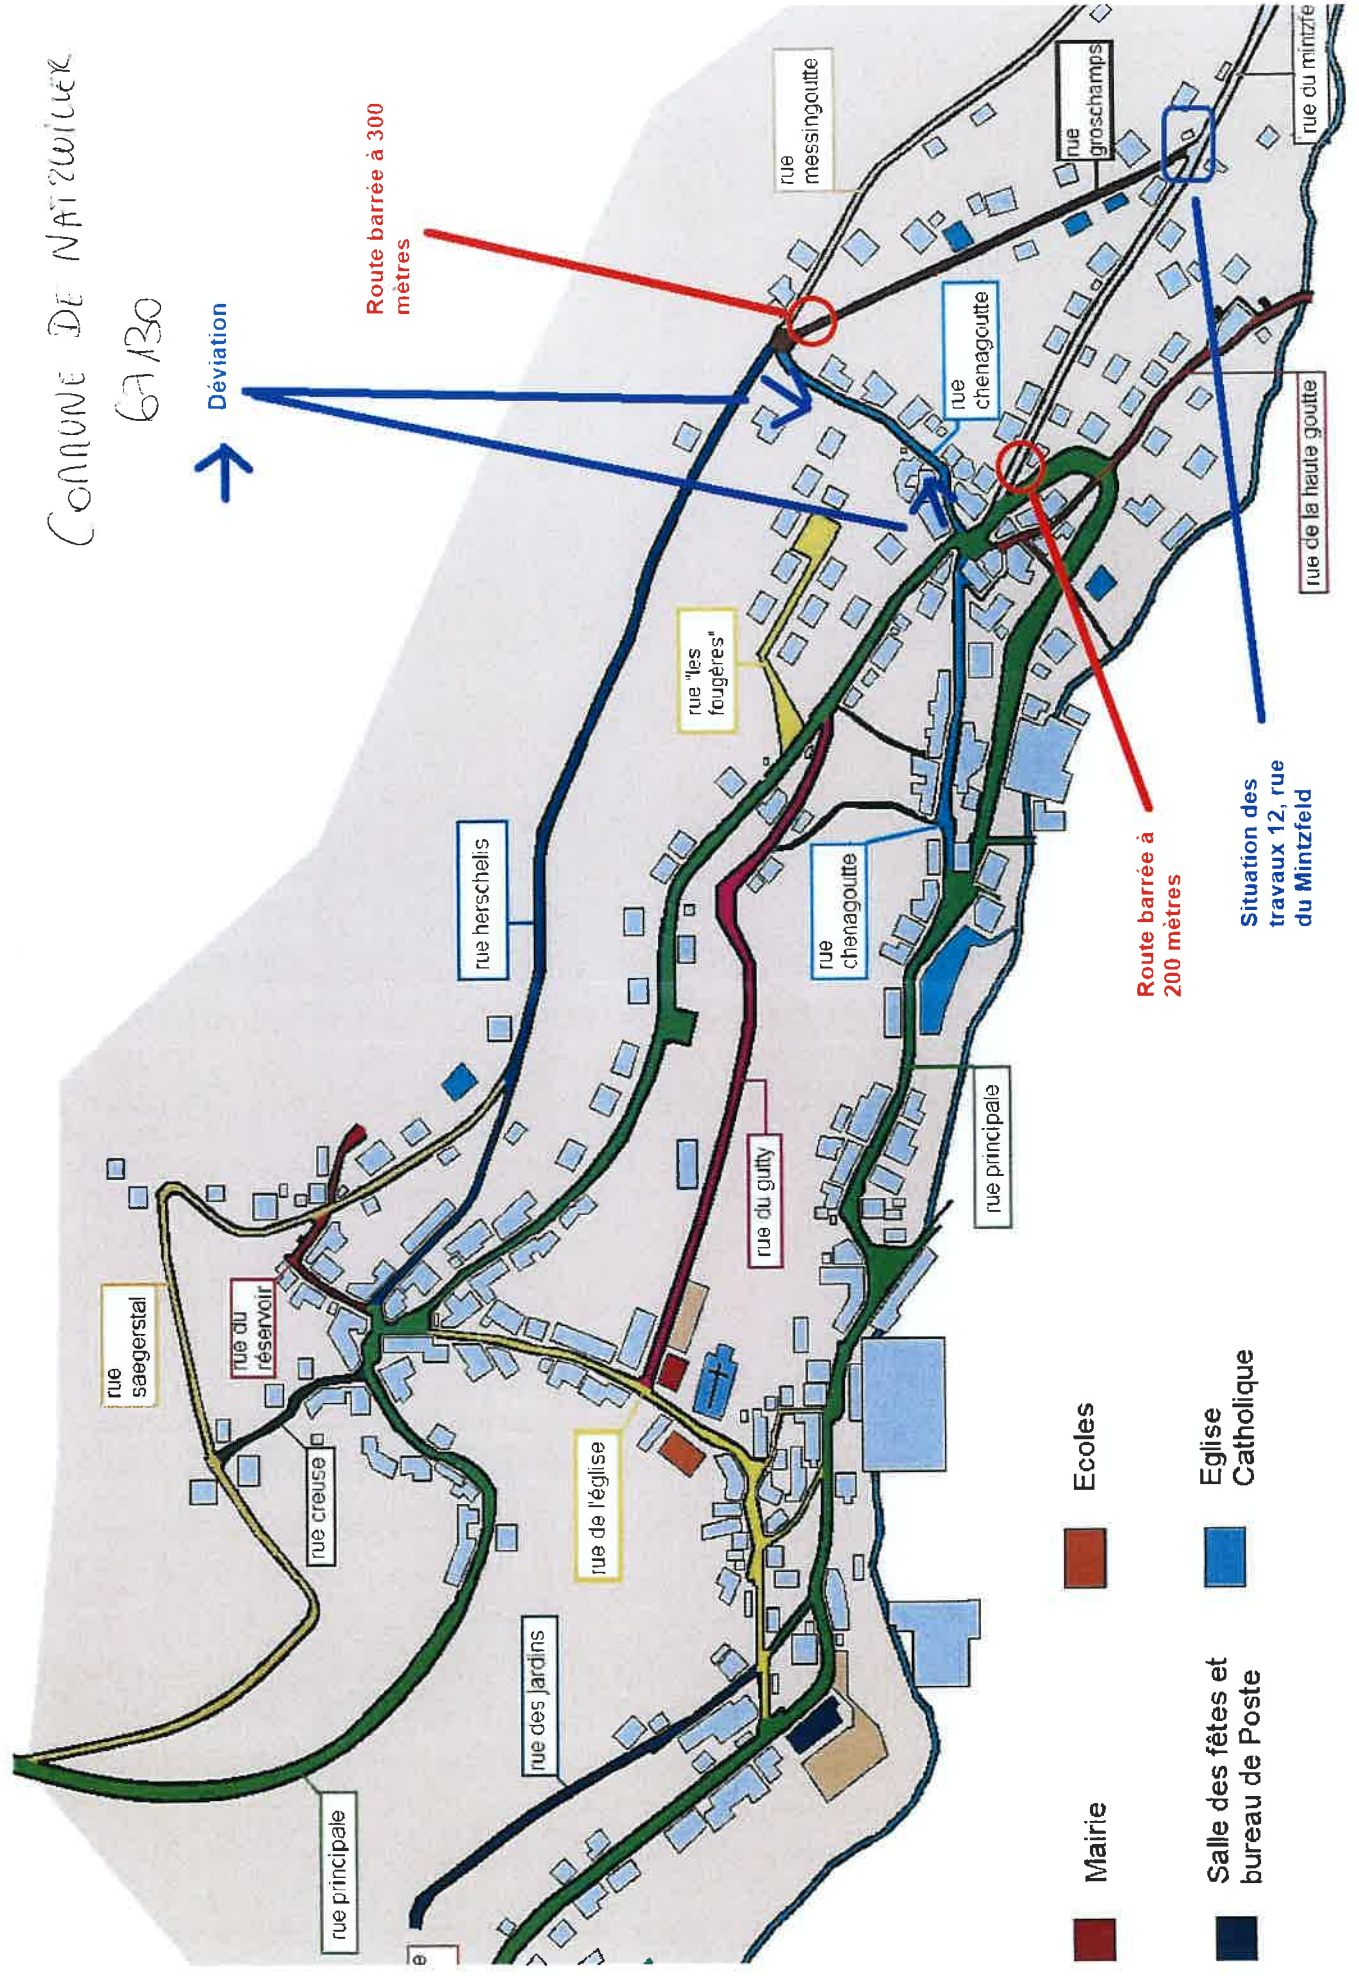 COMMUNE DE NATZWILLER
67130
Déviation
Route barrée à 300
mètres
rue
messingoutte
rue
groschamps
rue du mintzfe
rue
chenagoutte
rue de la haute goutte
rue "les
fougères"
rue herschelis
rue
chenagoutte
Route barrée à
200 mètres
Situation des
travaux 12, rue
du Mintzfeld
rue du gutty
rue principale
rue
saegerstal
rue du
réservoir
rue creuse
rue de l'église
rue des jardins
rue principale
e
Mairie
Ecoles
Salle des fêtes et
bureau de Poste
Eglise
Catholique